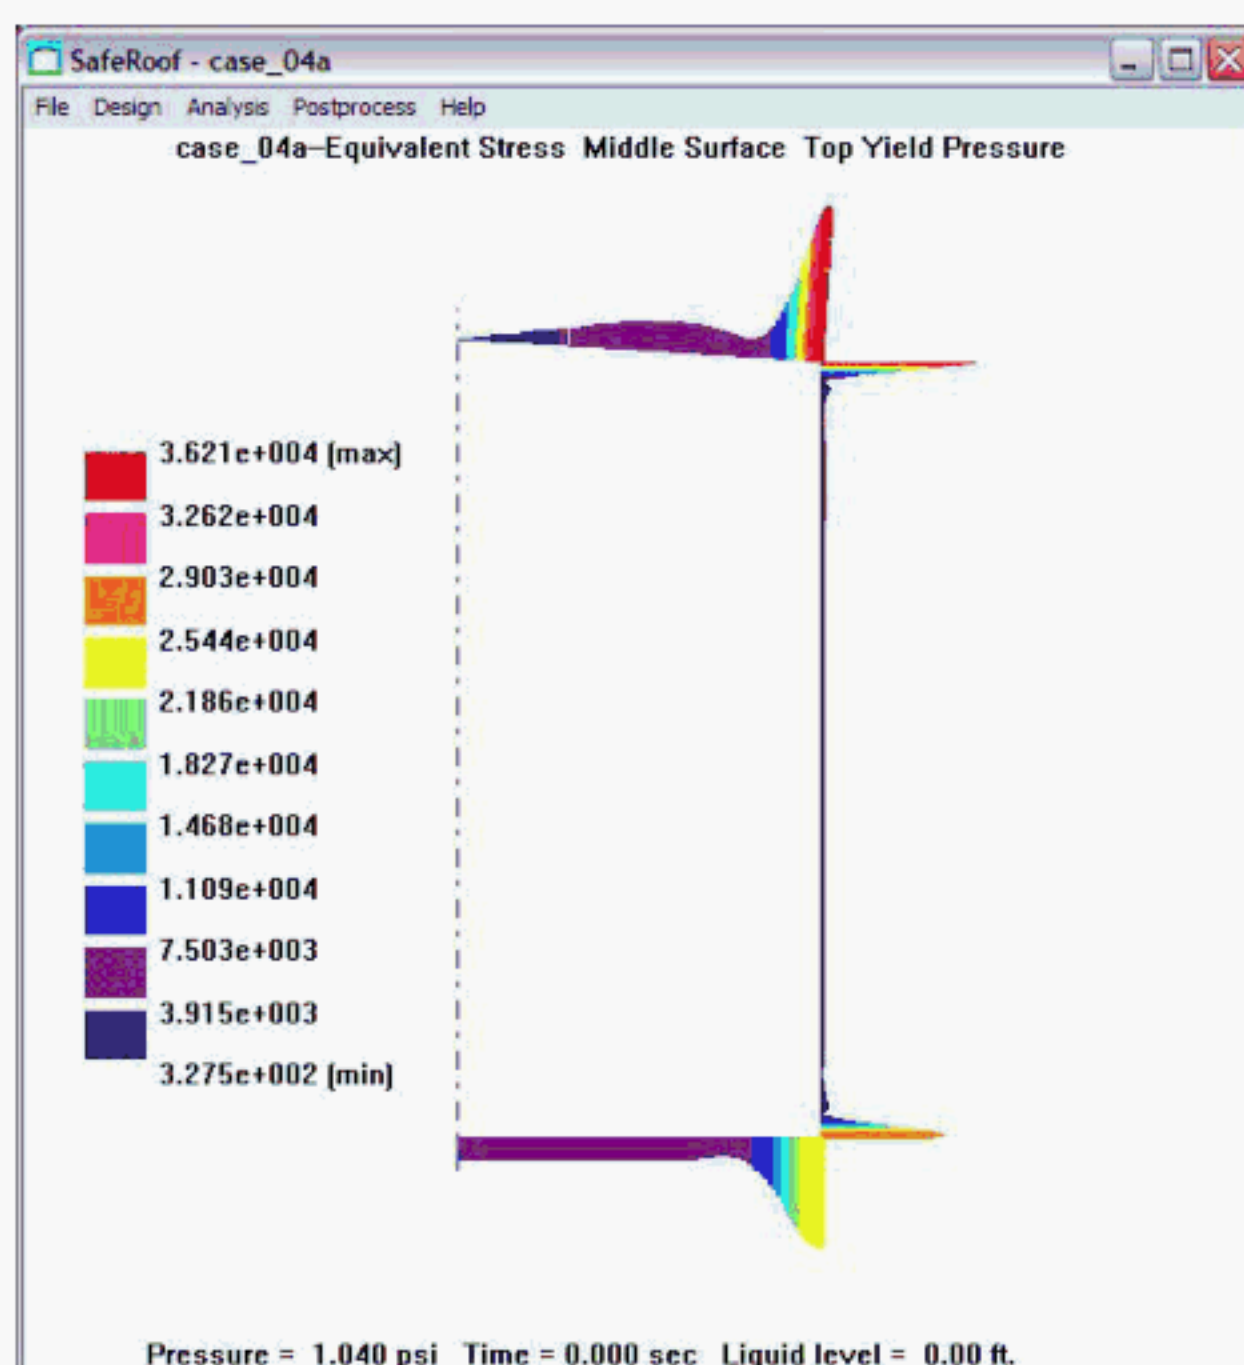 SafeRoof - case_04a
File Design Analysis Postprocess Help
case_04a-Equivalent Stress Middle Surface Top Yield Pressure
3.621e+004 (max)
3.262e+004
2.903e+004
2.544e+004
2.186e+004
1.827e+004
1.468e+004
1.109e+004
7.503e+003
3.915e+003
3.275e+002 (min)
Pressure = 1.040 psi Time = 0.000 sec Liquid level = 0.00 ft.